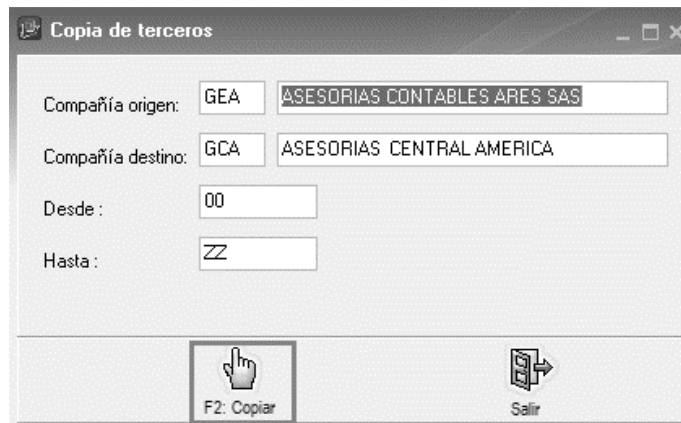 Copia de terceros
Compañía origen: GEA ASESORIAS CONTABLES ARES SAS
Compañía destino: GCA ASESORIAS CENTRAL AMERICA
Desde : 00
Hasta : ZZ
F2: Copiar Salir